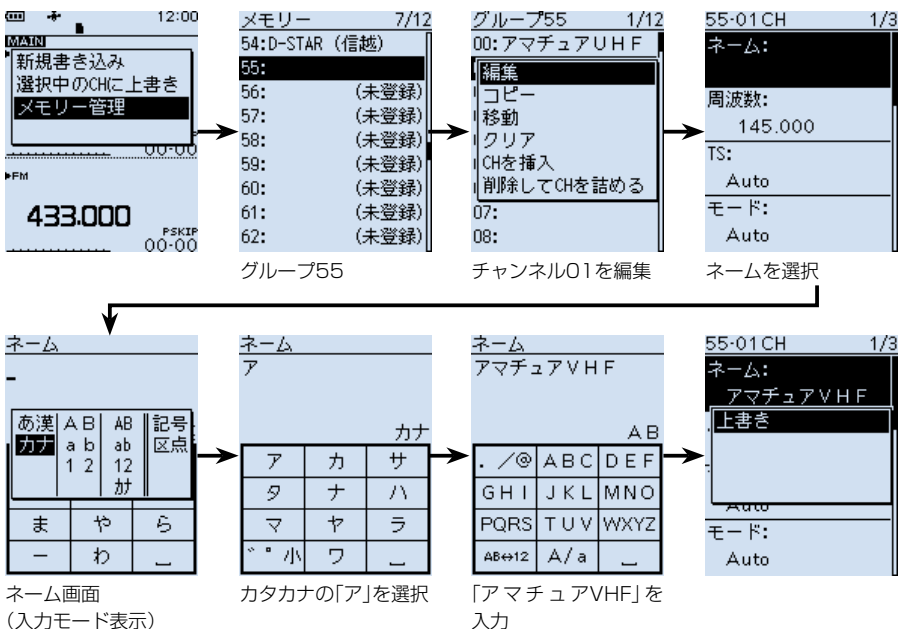 12:00
MAIN
新規書き込み
選択中のCHに上書き
メモリー管理
00-00
FM
433.000
PSKIP
00-00
メモリー 7/12
54:D-STAR (信越)
55:
56: (未登録)
57: (未登録)
58: (未登録)
59: (未登録)
60: (未登録)
61: (未登録)
62: (未登録)
グループ55
グループ55 1/12
00:アマチュアUHF
編集
コピー
移動
クリア
CHを挿入
削除してCHを詰める
07:
08:
チャンネル01を編集
55-01CH 1/3
ネーム:
周波数:
145.000
TS:
Auto
モード:
Auto
ネームを選択
ネーム
あ漢 AB AB 記号
カナ ab ab 区点
12 12
カナ
ま や ら
ー わ ␣
ネーム画面
(入力モード表示)
ネーム
ア
カナ
ア カ サ
タ ナ ハ
マ ヤ ラ
゛゜小 ワ ␣
カタカナの「ア」を選択
ネーム
アマチュアVHF
AB
. /@ ABC DEF
GHI JKL MNO
PQRS TUV WXYZ
AB⇔12 A/a ␣
「アマチュアVHF」を
入力
55-01CH 1/3
ネーム:
アマチュアVHF
上書き
Auto
モード:
Auto